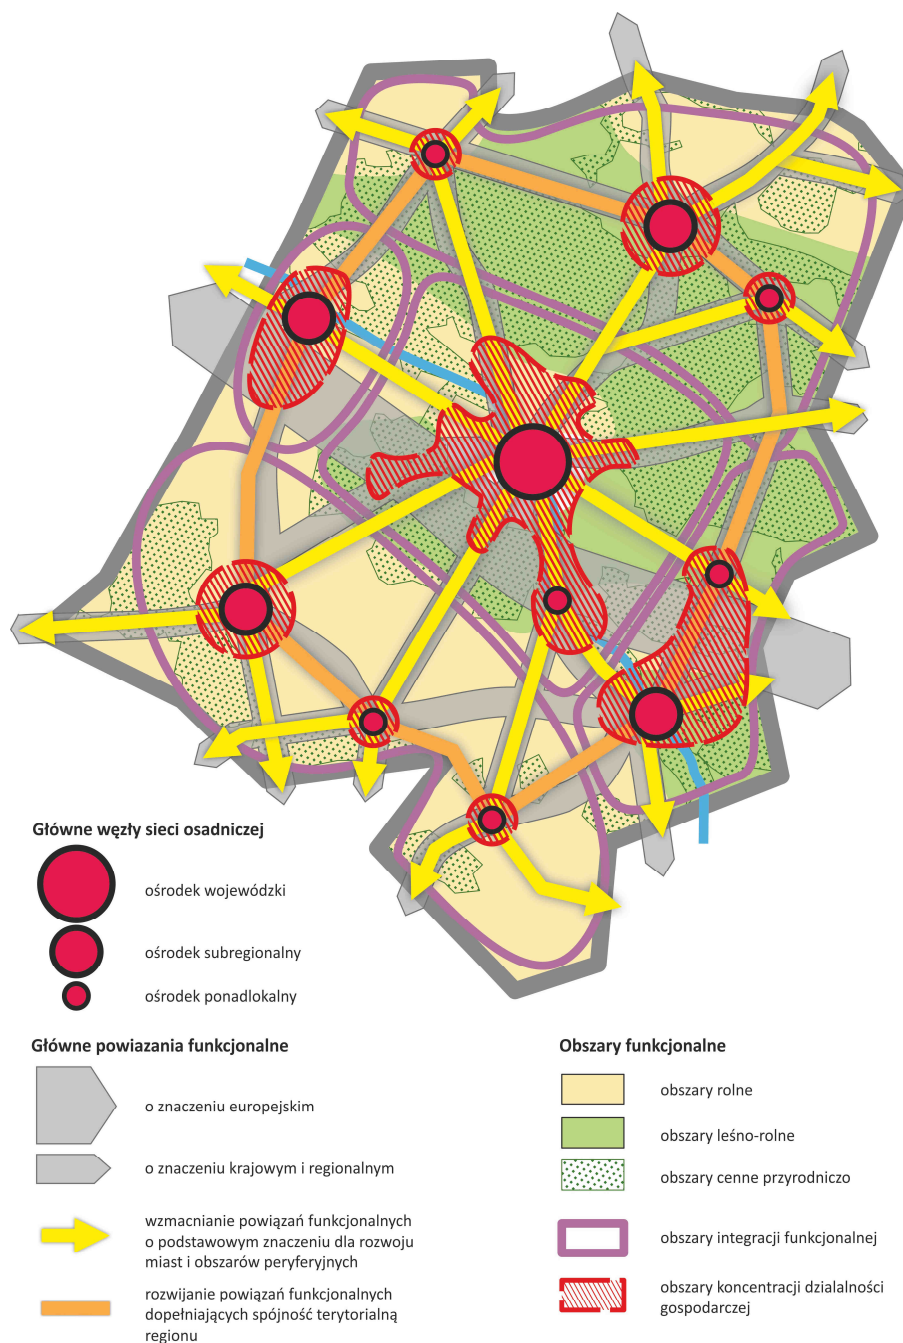 Główne węzły sieci osadniczej
ośrodek wojewódzki
ośrodek subregionalny
ośrodek ponadlokalny
Główne powiazania funkcjonalne
o znaczeniu europejskim
o znaczeniu krajowym i regionalnym
wzmacnianie powiązań funkcjonalnych
o podstawowym znaczeniu dla rozwoju
miast i obszarów peryferyjnych
rozwijanie powiązań funkcjonalnych
dopełniających spójność terytorialną
regionu
Obszary funkcjonalne
obszary rolne
obszary leśno-rolne
obszary cenne przyrodniczo
obszary integracji funkcjonalnej
obszary koncentracji dzialalności
gospodarczej